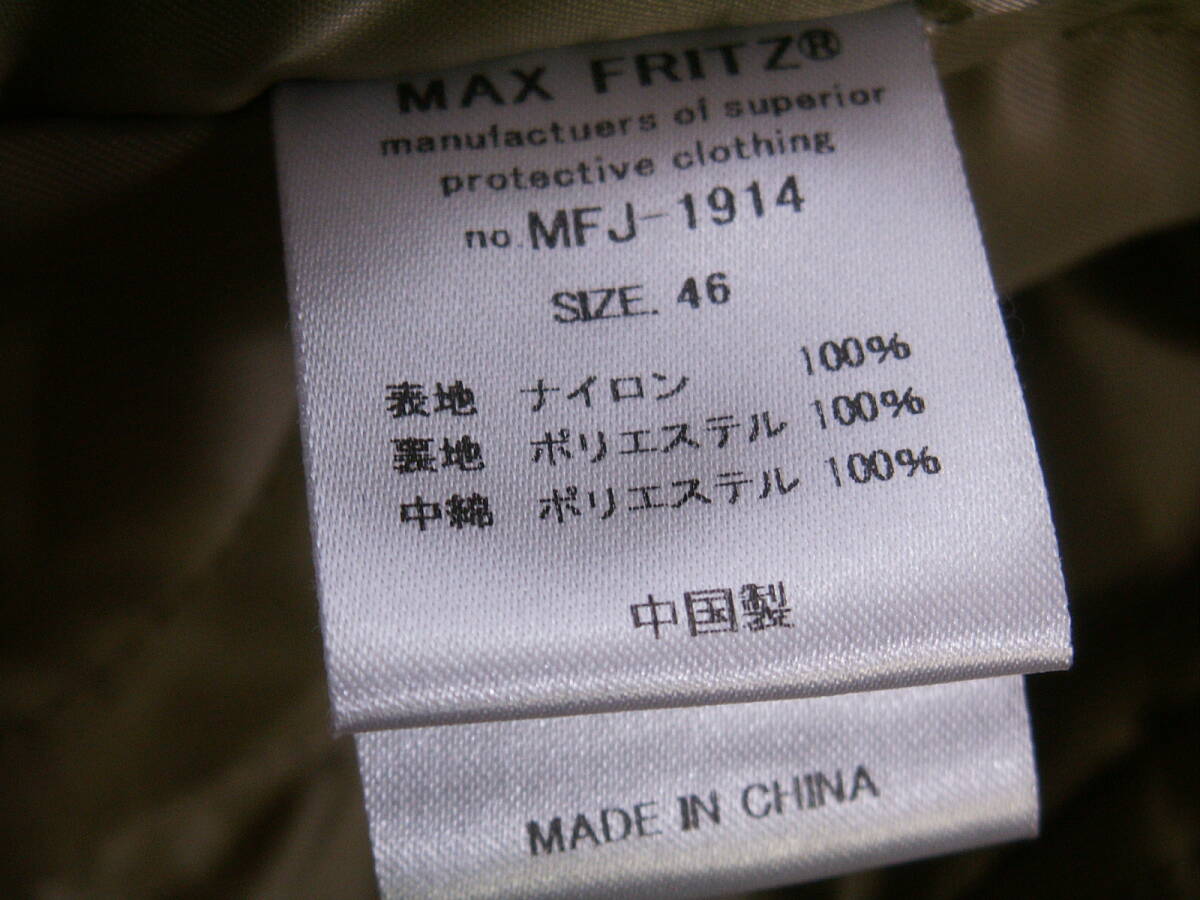 MAX FRITZ®
manufactuers of superior
protective clothing
no.MFJ-1914
SIZE. 46
表地 ナイロン 100%
裏地 ポリエステル 100%
中綿 ポリエステル 100%
中国製
MADE IN CHINA